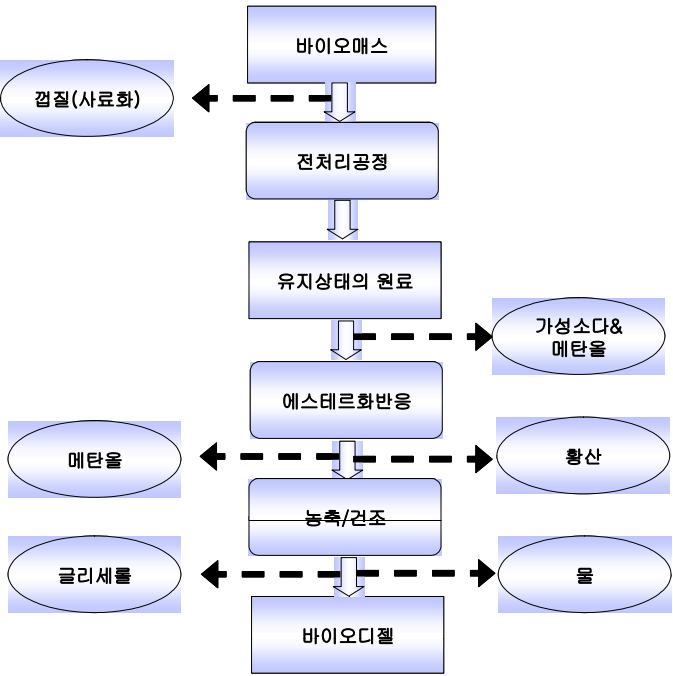 바이오매스
껍질(사료화)
전처리공정
유지상태의 원료
가성소다&
메탄올
에스테르화반응
메탄올
황산
농축/건조
글리세롤
물
바이오디젤